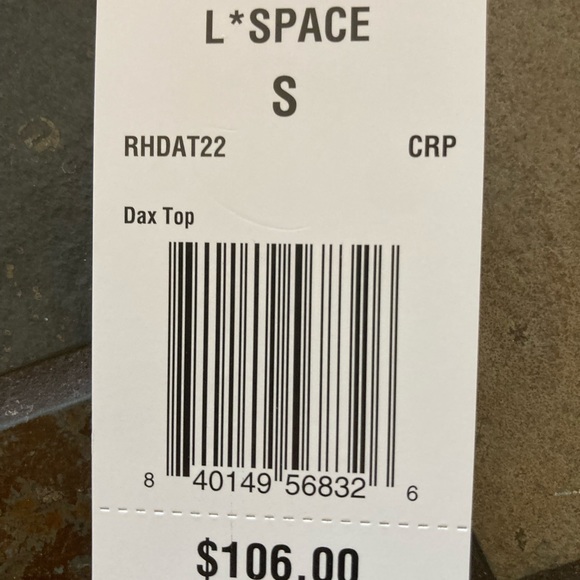 L*SPACE
S
RHDAT22 CRP
Dax Top
8 40149 56832 6
$106.00